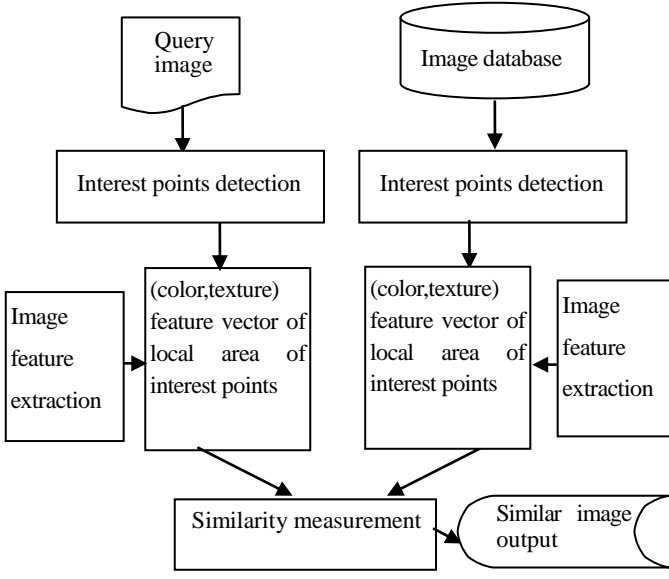 Query
image
Image database
Interest points detection
Interest points detection
Image
feature
extraction
(color,texture)
feature vector of
local area of
interest points
(color,texture)
feature vector of
local area of
interest points
Image
feature
extraction
Similarity measurement
Similar image
output